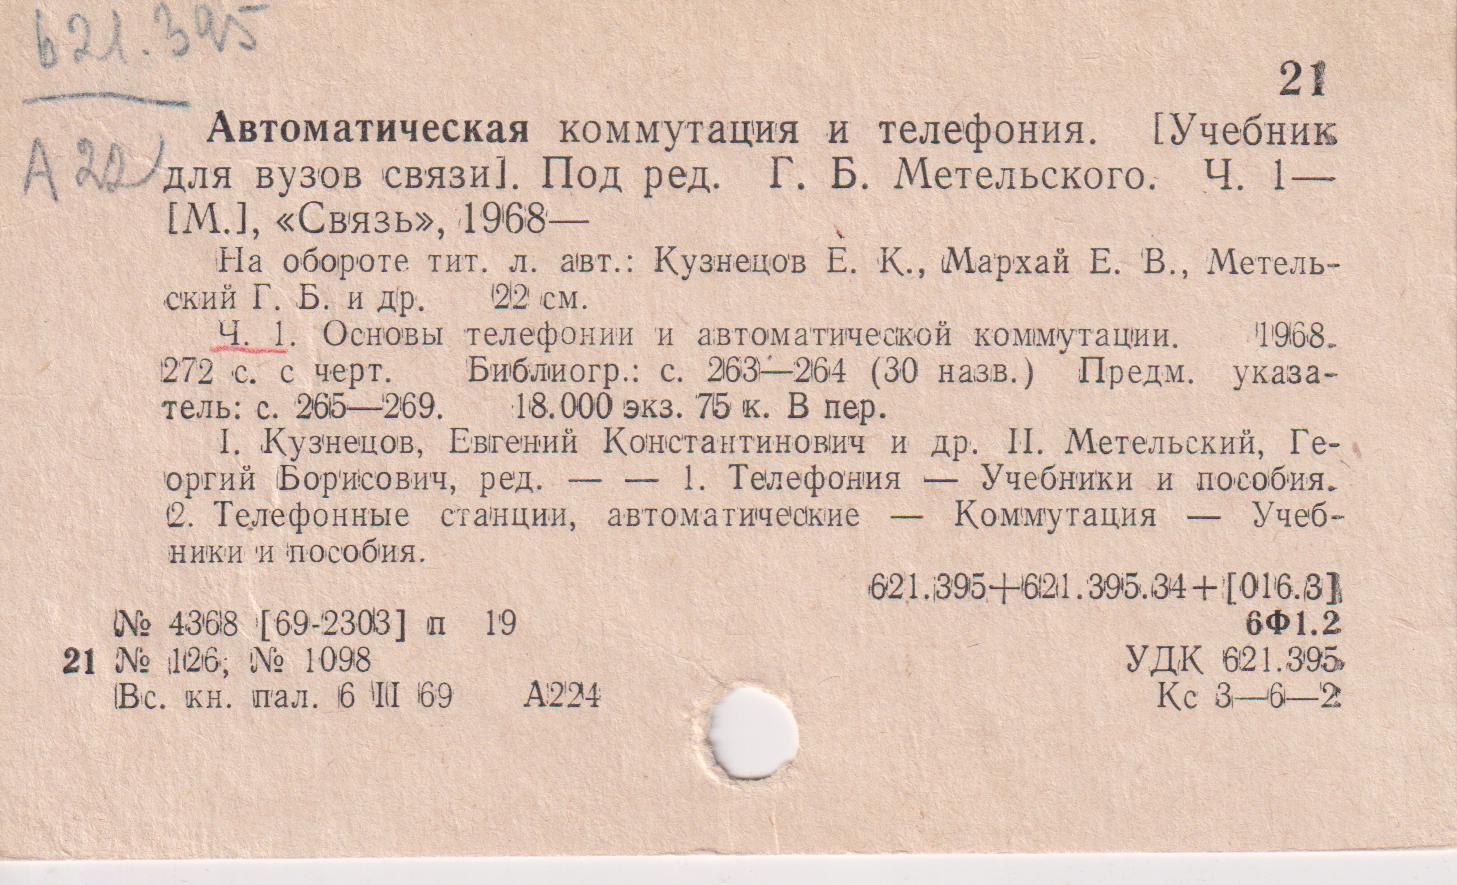 621.395
21
Автоматическая коммутация и телефония. [Учебник
А 22
для вузов связи]. Под ред. Г. Б. Метельского. Ч. 1—
[М.], «Связь», 1968—
На обороте тит. л. авт.: Кузнецов Е. К., Мархай Е. В., Метель-
ский Г. Б. и др. 22 см.
Ч. 1. Основы телефонии и автоматической коммутации. 1968.
272 с. с черт. Библиогр.: с. 263—264 (30 назв.) Предм. указа-
тель: с. 265—269. 18.000 экз. 75 к. В пер.
I. Кузнецов, Евгений Константинович и др. II. Метельский, Ге-
оргий Борисович, ред. — — 1. Телефония — Учебники и пособия.
2. Телефонные станции, автоматические — Коммутация — Учеб-
ники и пособия.
621.395+621.395.34+[016.3]
№ 4368 [69-2303] п 19 6Ф1.2
21 № 126; № 1098 УДК 621.395
Вс. кн. пал. 6 III 69 А224 Кс 3—6—2